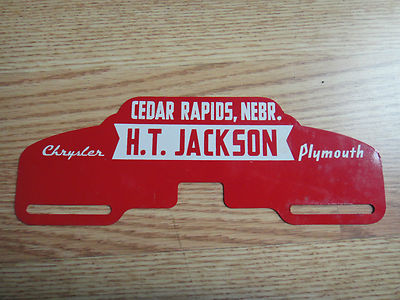 CEDAR RAPIDS, NEBR.
Chrysler H.T. JACKSON Plymouth